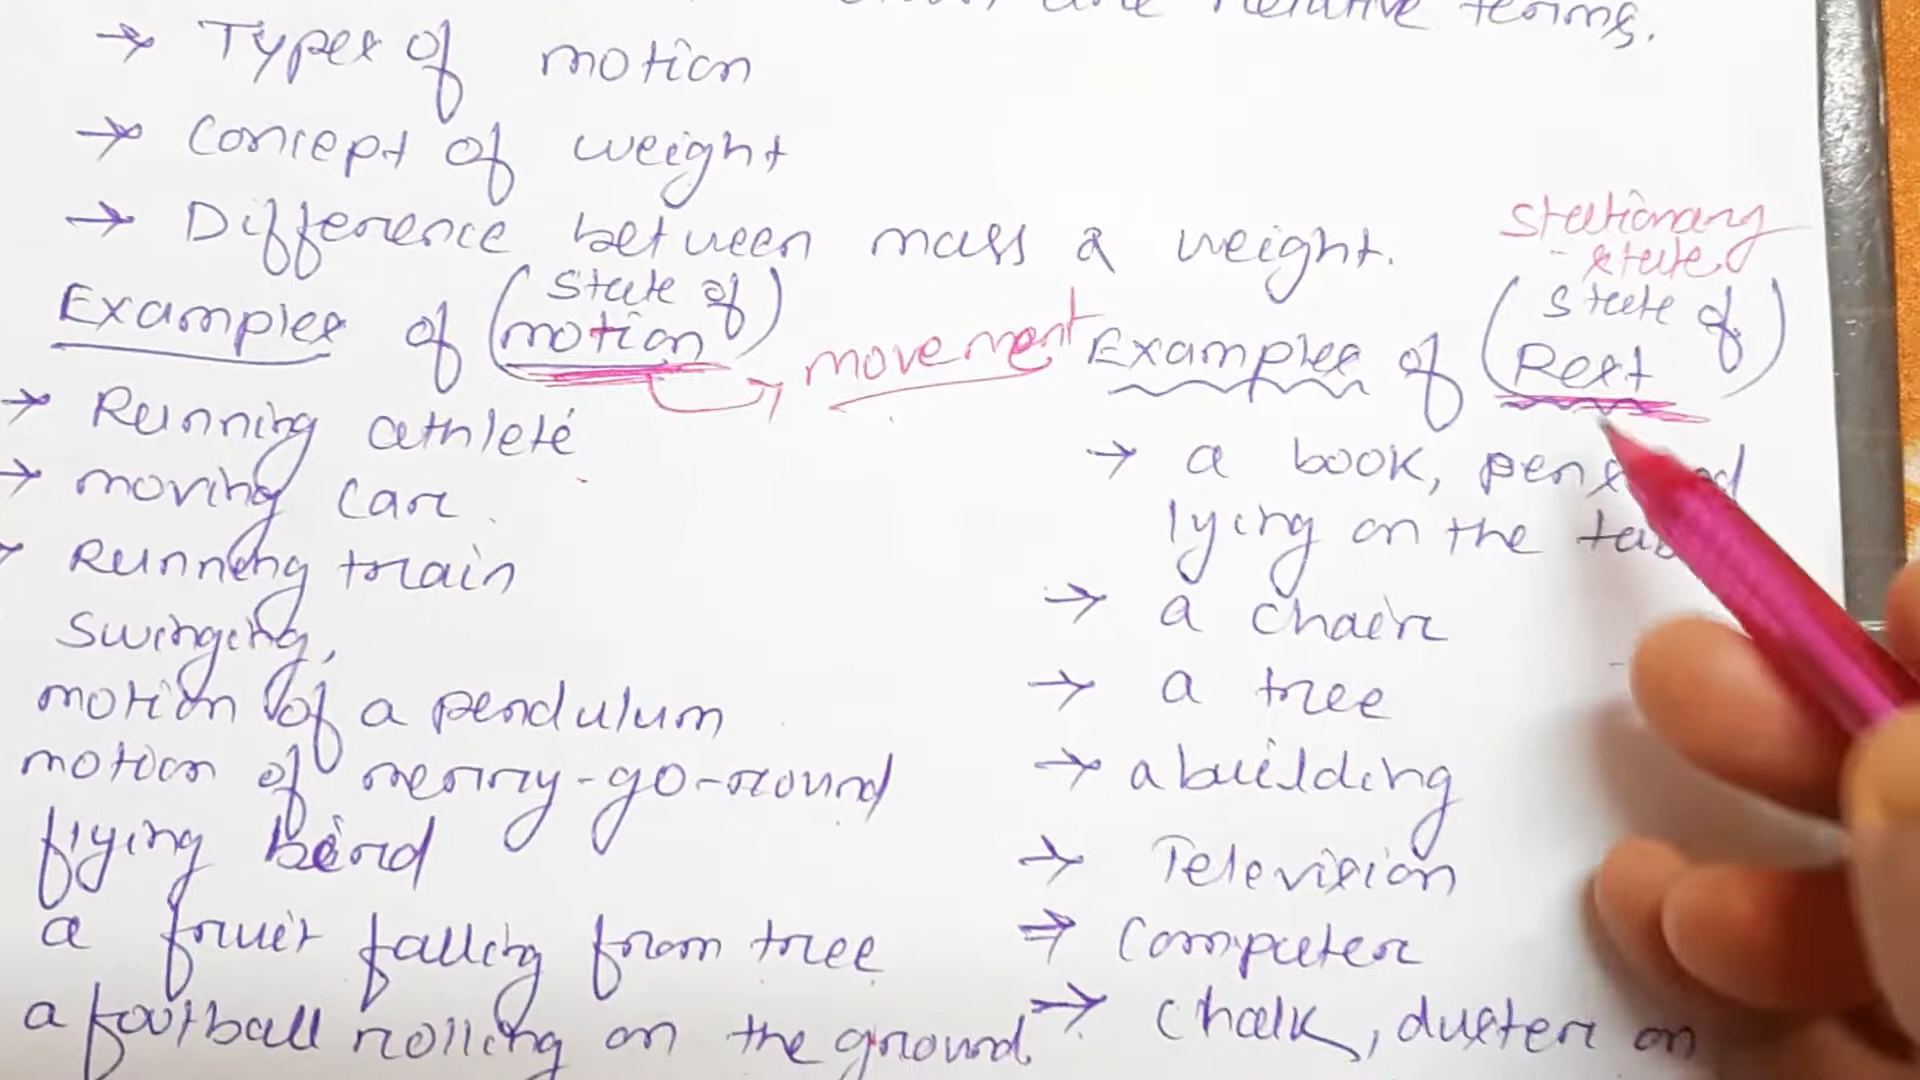 are relative terms.
→ Types of motion
→ Concept of weight
→ Difference between mass & weight.
Examples of (State of motion) → movement
→ Running athlete
→ moving car
→ Running train
Swinging,
motion of a pendulum
motion of merry-go-round
flying bird
a fruit falling from tree
a football rolling on the ground.
Stationary
state
Examples of (State of Rest)
→ a book, pen
lying on the
→ a chair
→ a tree
→ a building
→ Television
→ Computer
→ Chalk, duster on